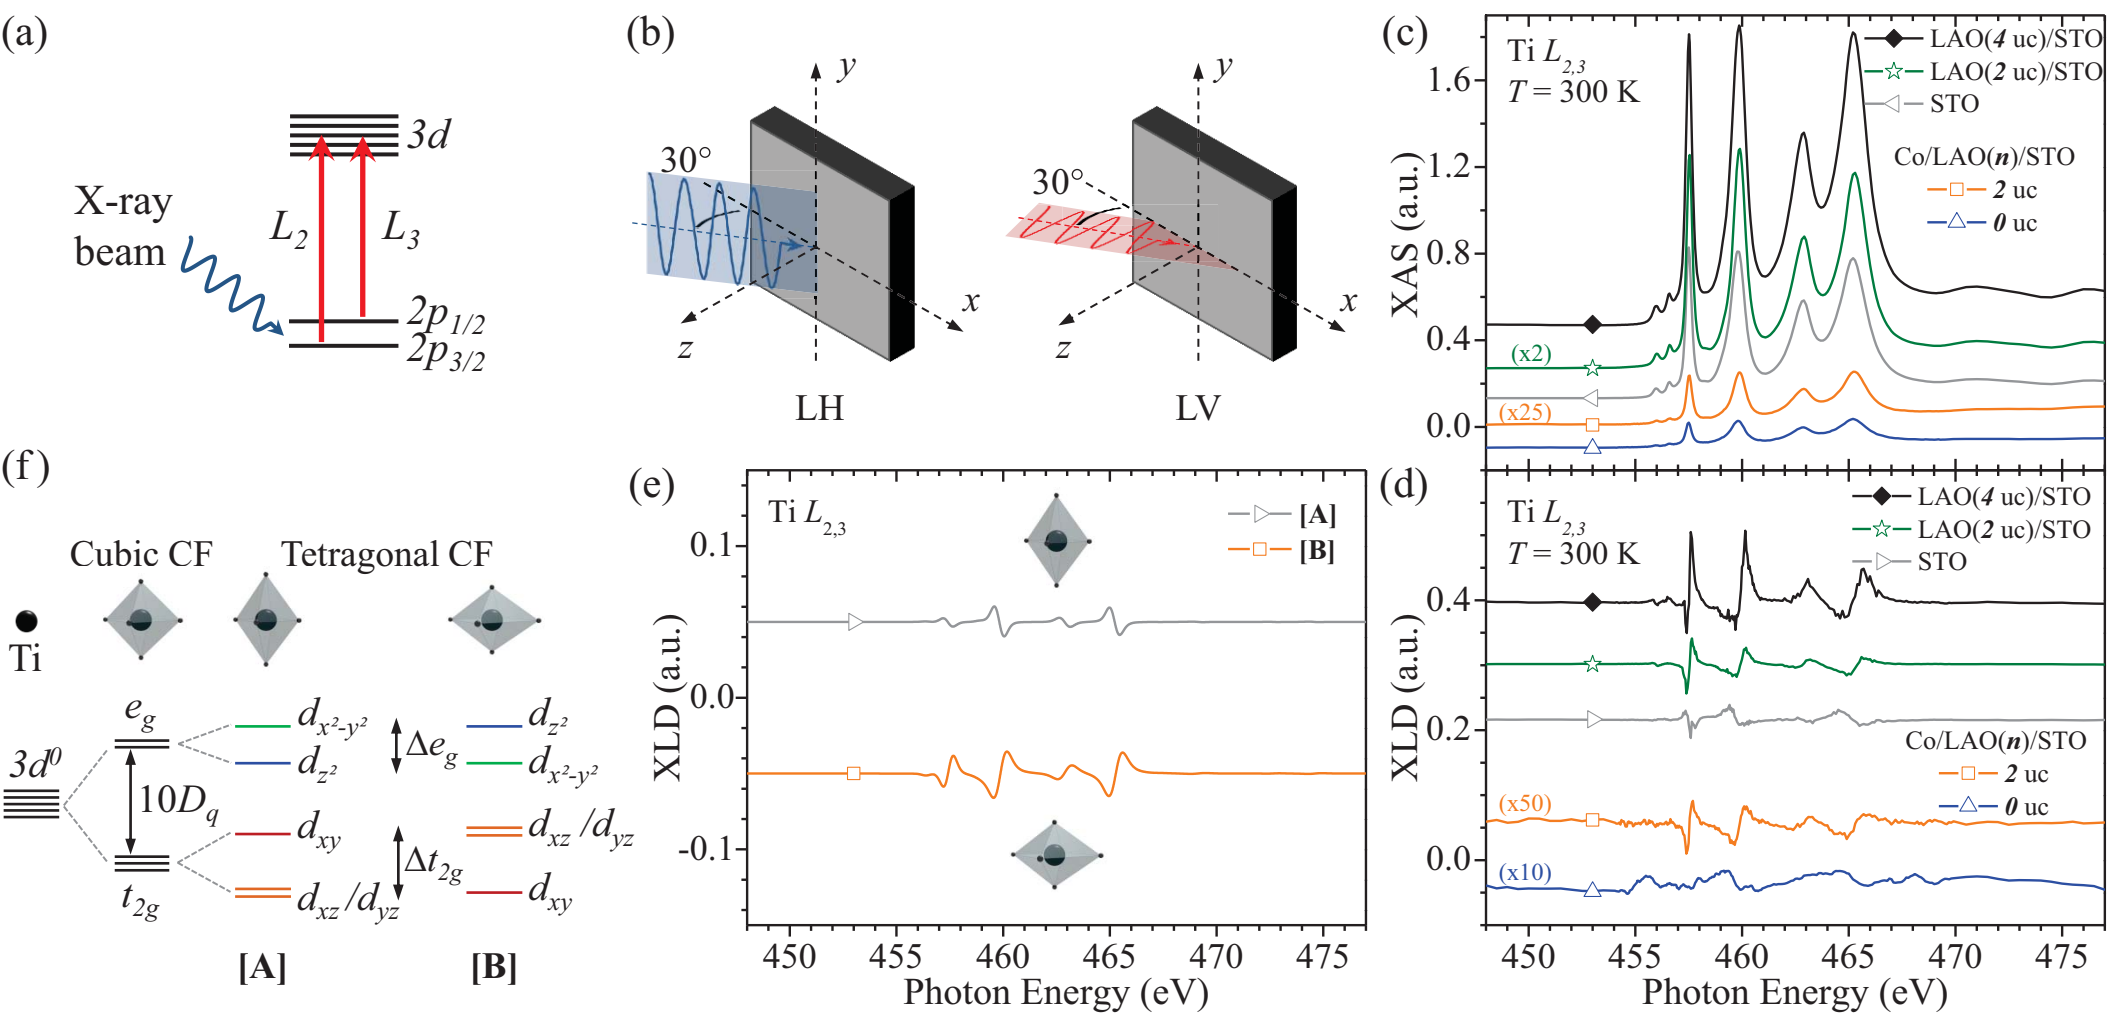 (a)
3d
X-ray
beam
L2
L3
2p1/2
2p3/2
(b)
y
30°
x
z
LH
y
30°
x
z
LV
(c)
Ti L2,3
T = 300 K
LAO(4 uc)/STO
LAO(2 uc)/STO
STO
Co/LAO(n)/STO
2 uc
0 uc
(x2)
(x25)
1.6
1.2
0.8
0.4
0.0
XAS (a.u.)
(f)
Cubic CF
Tetragonal CF
Ti
3d⁰
eg
10Dq
t2g
dx²-y²
dz²
dxy
dxz /dyz
[A]
Δeg
Δt2g
dz²
dx²-y²
dxz /dyz
dxy
[B]
(e)
Ti L2,3
[A]
[B]
0.1
0.0
-0.1
XLD (a.u.)
450 455 460 465 470 475
Photon Energy (eV)
(d)
Ti L2,3
T = 300 K
LAO(4 uc)/STO
LAO(2 uc)/STO
STO
Co/LAO(n)/STO
2 uc
0 uc
(x50)
(x10)
0.4
0.2
0.0
XLD (a.u.)
450 455 460 465 470 475
Photon Energy (eV)